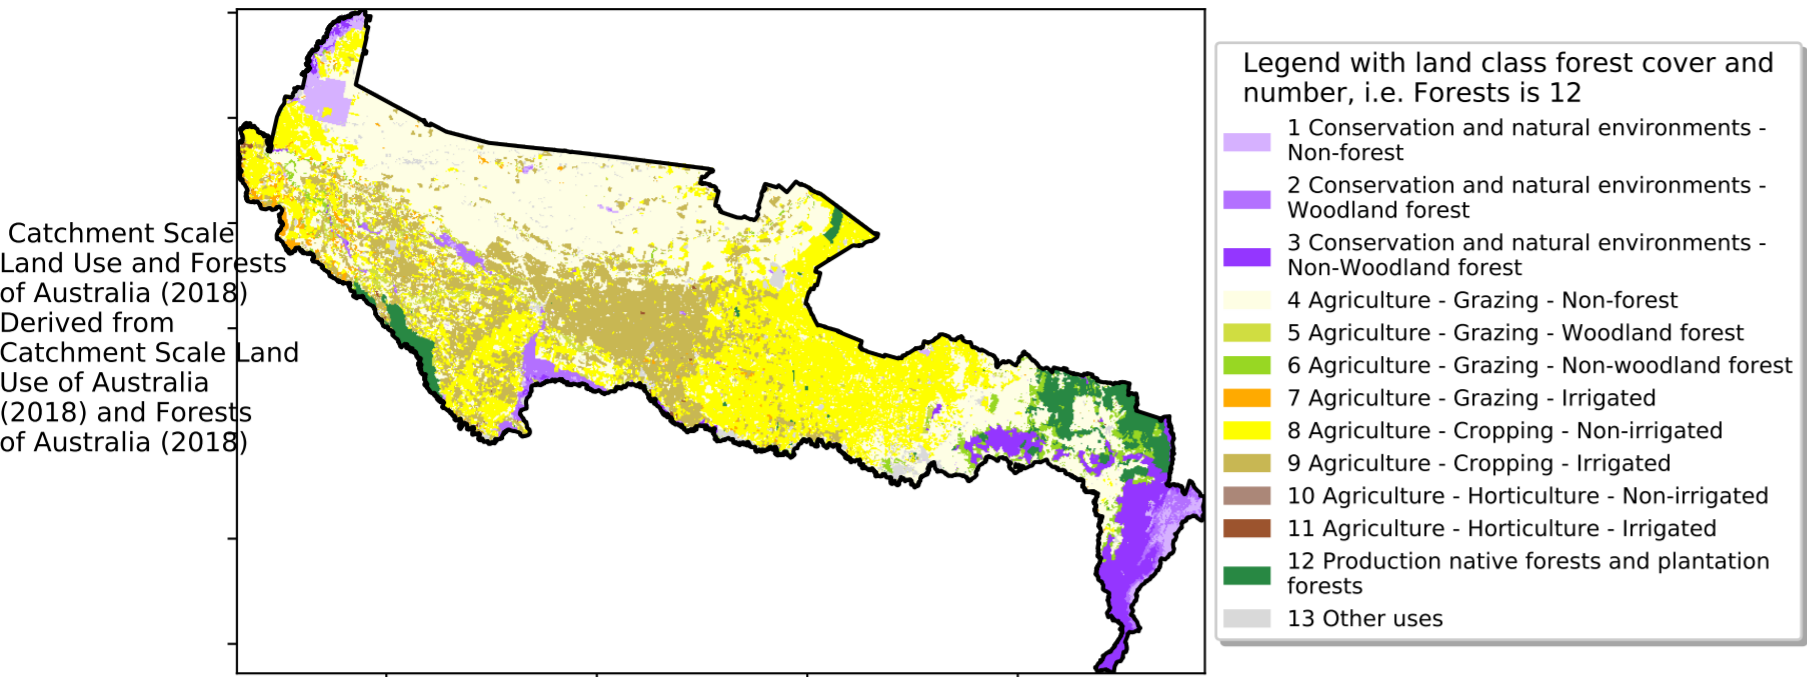 Catchment Scale
Land Use and Forests
of Australia (2018)
Derived from
Catchment Scale Land
Use of Australia
(2018) and Forests
of Australia (2018)
Legend with land class forest cover and
number, i.e. Forests is 12
1 Conservation and natural environments -
Non-forest
2 Conservation and natural environments -
Woodland forest
3 Conservation and natural environments -
Non-Woodland forest
4 Agriculture - Grazing - Non-forest
5 Agriculture - Grazing - Woodland forest
6 Agriculture - Grazing - Non-woodland forest
7 Agriculture - Grazing - Irrigated
8 Agriculture - Cropping - Non-irrigated
9 Agriculture - Cropping - Irrigated
10 Agriculture - Horticulture - Non-irrigated
11 Agriculture - Horticulture - Irrigated
12 Production native forests and plantation
forests
13 Other uses